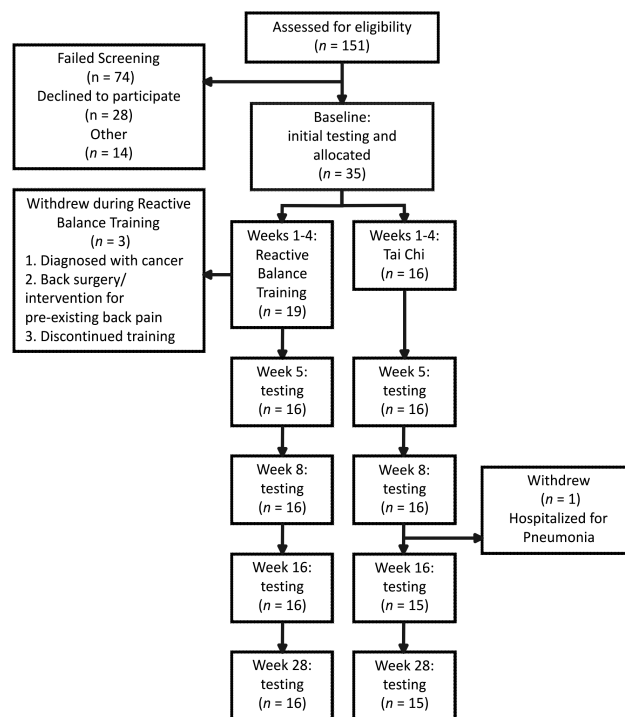 Assessed for eligibility
(n = 151)
Failed Screening
(n = 74)
Declined to participate
(n = 28)
Other
(n = 14)
Baseline:
initial testing and
allocated
(n = 35)
Withdrew during Reactive
Balance Training
(n = 3)
1. Diagnosed with cancer
2. Back surgery/
intervention for
pre-existing back pain
3. Discontinued training
Weeks 1-4:
Reactive
Balance
Training
(n = 19)
Weeks 1-4:
Tai Chi
(n = 16)
Week 5:
testing
(n = 16)
Week 5:
testing
(n = 16)
Week 8:
testing
(n = 16)
Week 8:
testing
(n = 16)
Withdrew
(n = 1)
Hospitalized for
Pneumonia
Week 16:
testing
(n = 16)
Week 16:
testing
(n = 15)
Week 28:
testing
(n = 16)
Week 28:
testing
(n = 15)